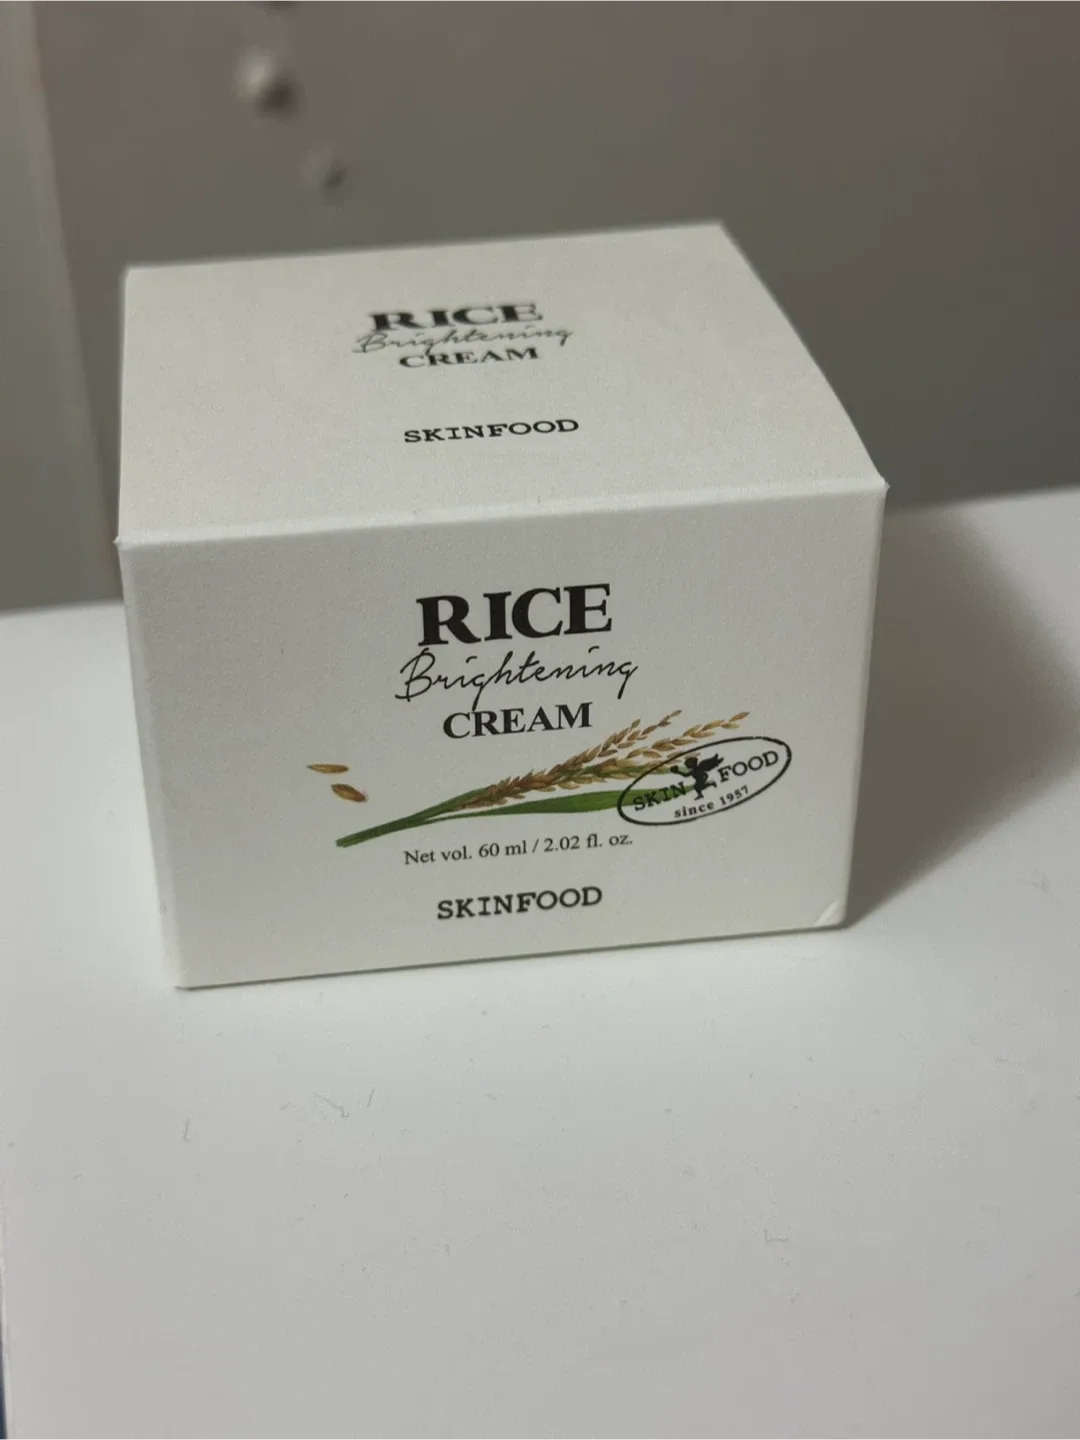 RICE
Brightening
CREAM
SKINFOOD
RICE
Brightening
CREAM
SKIN FOOD
since 1957
Net vol. 60 ml / 2.02 fl. oz.
SKINFOOD